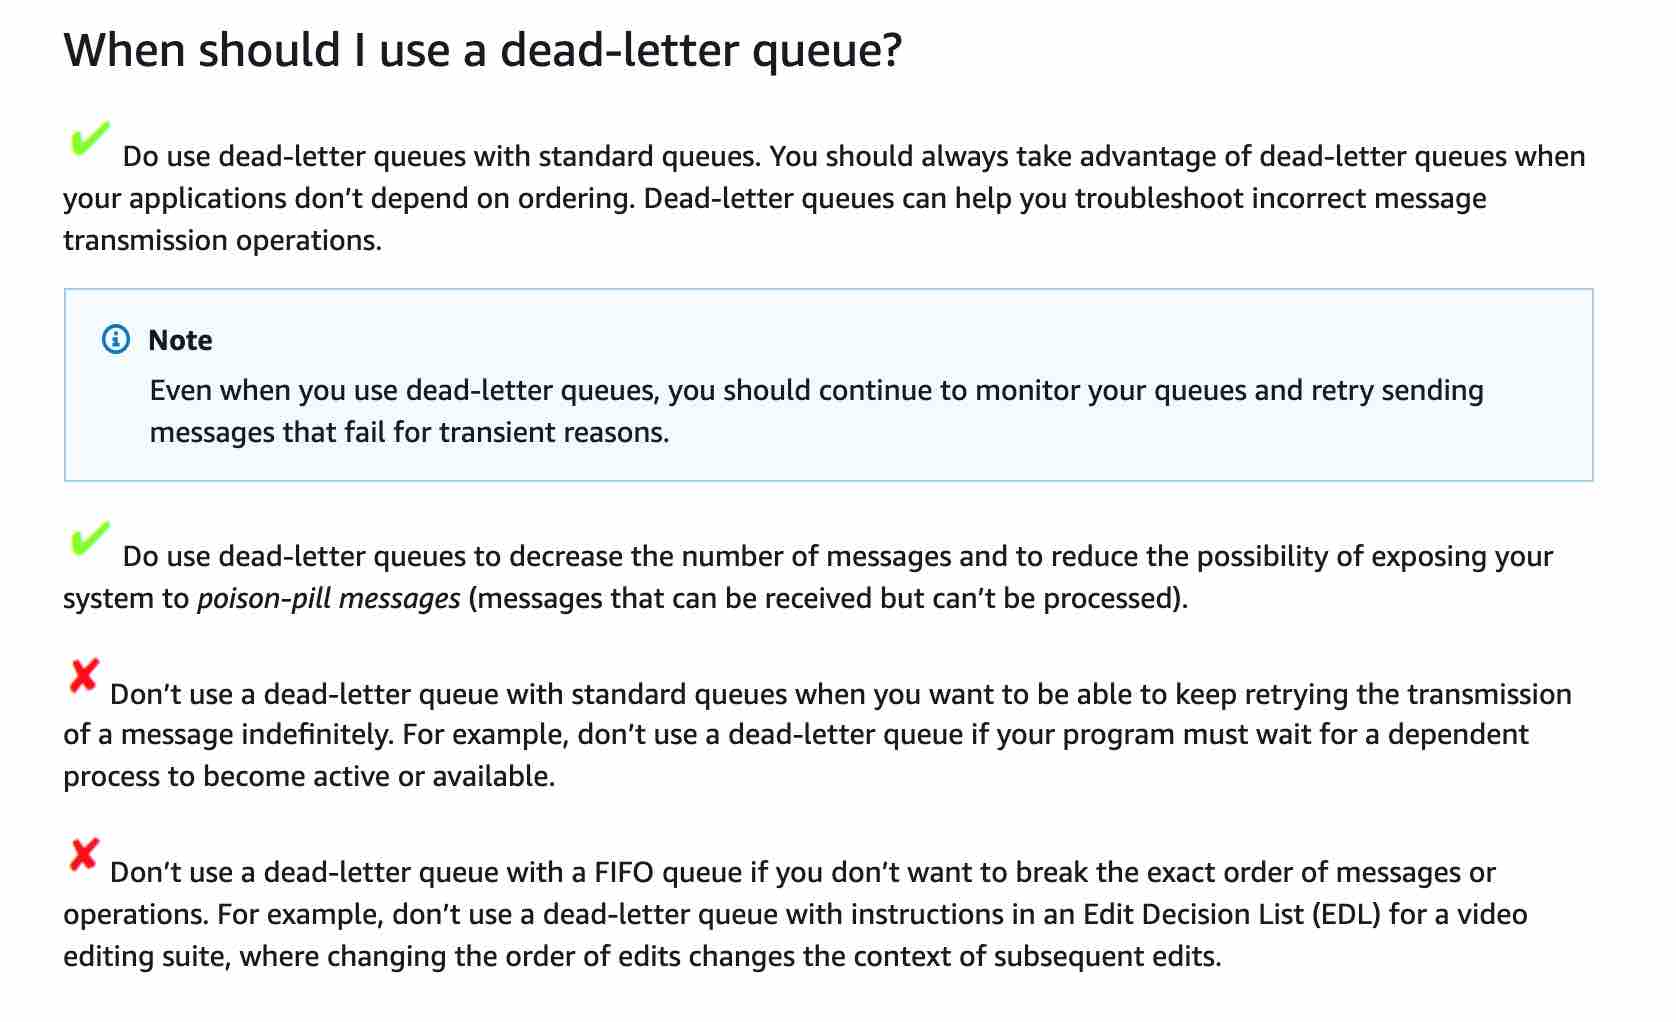 When should I use a dead-letter queue?
Do use dead-letter queues with standard queues. You should always take advantage of dead-letter queues when
your applications don’t depend on ordering. Dead-letter queues can help you troubleshoot incorrect message
transmission operations.
Note
Even when you use dead-letter queues, you should continue to monitor your queues and retry sending
messages that fail for transient reasons.
Do use dead-letter queues to decrease the number of messages and to reduce the possibility of exposing your
system to poison-pill messages (messages that can be received but can’t be processed).
Don’t use a dead-letter queue with standard queues when you want to be able to keep retrying the transmission
of a message indefinitely. For example, don’t use a dead-letter queue if your program must wait for a dependent
process to become active or available.
Don’t use a dead-letter queue with a FIFO queue if you don’t want to break the exact order of messages or
operations. For example, don’t use a dead-letter queue with instructions in an Edit Decision List (EDL) for a video
editing suite, where changing the order of edits changes the context of subsequent edits.